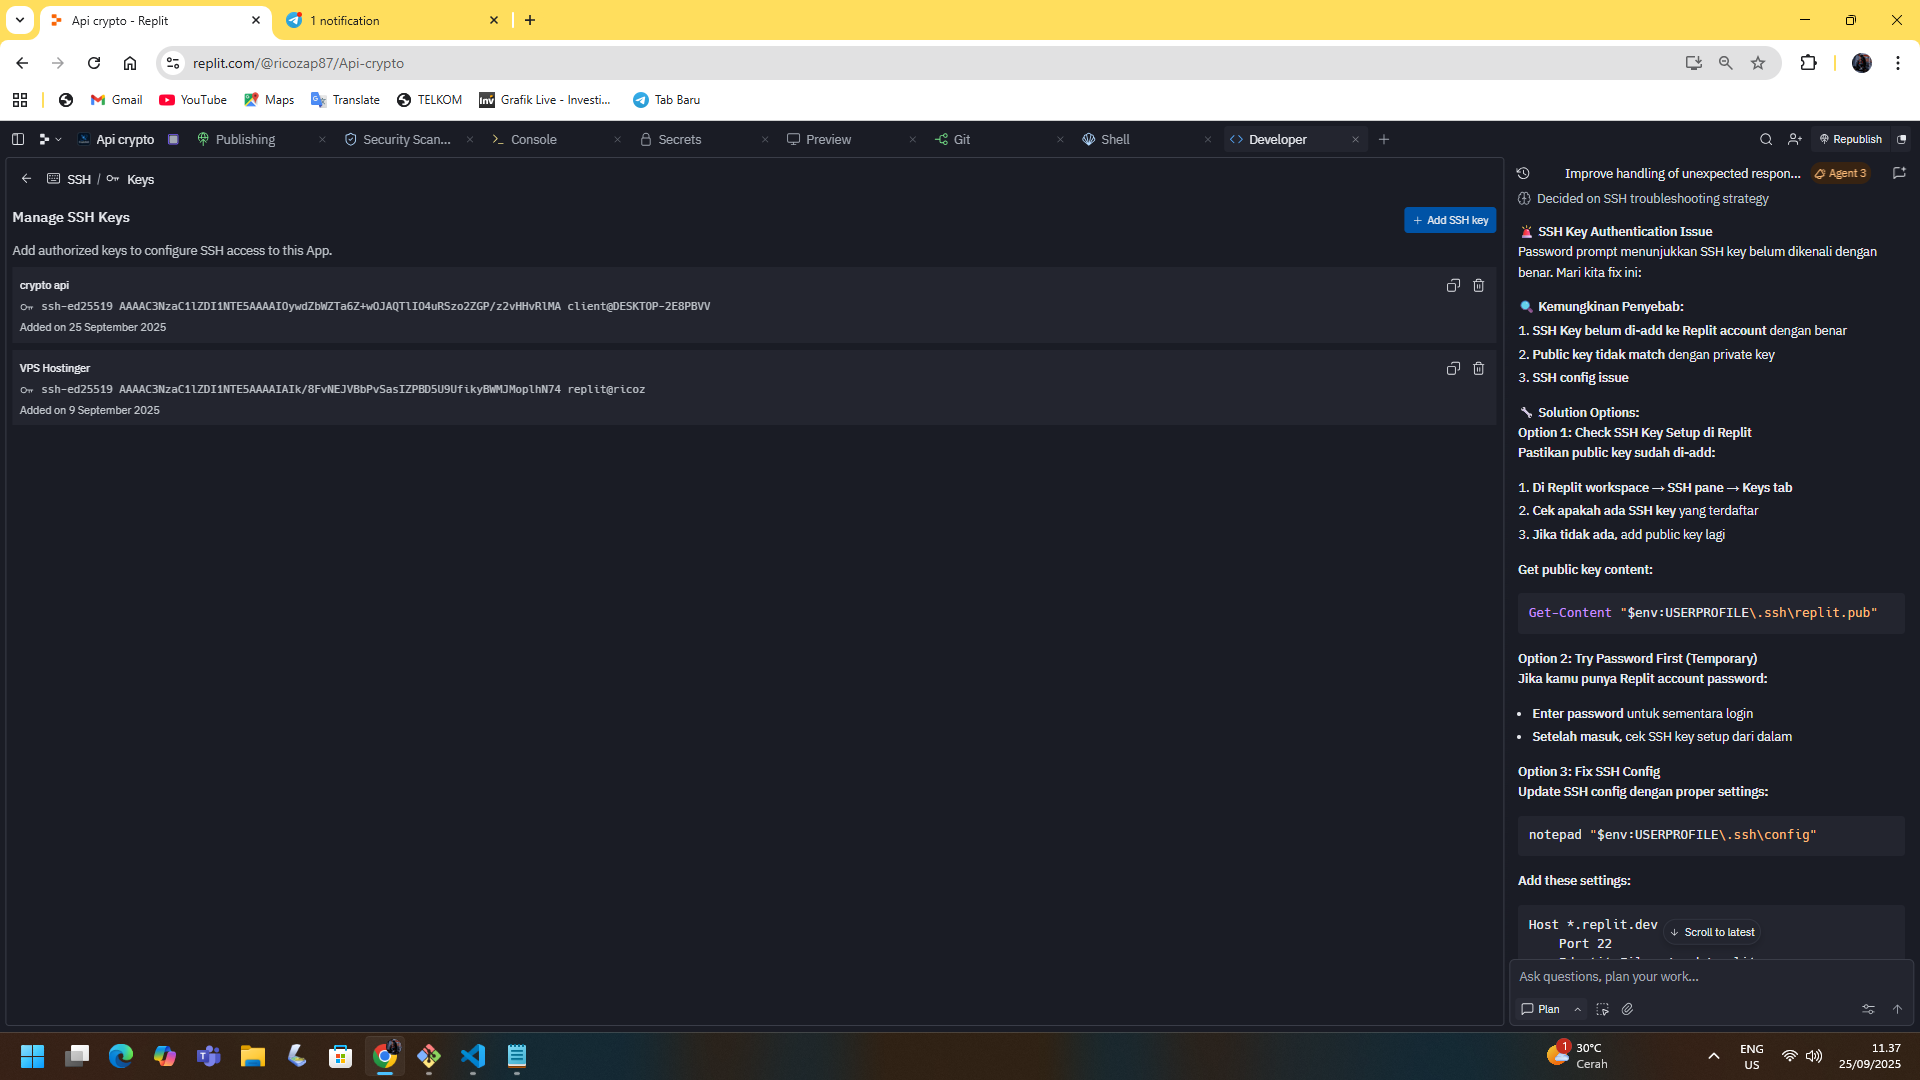 Api crypto - Replit
1 notification
replit.com/@ricozap87/Api-crypto
Gmail
YouTube
Maps
Translate
TELKOM
Inv
Grafik Live - Investi...
Tab Baru
Api crypto
Publishing
Security Scan...
Console
Secrets
Preview
Git
Shell
Developer
Republish
SSH / Keys
Manage SSH Keys
Add SSH key
Add authorized keys to configure SSH access to this App.
crypto api
ssh-ed25519 AAAAC3NzaC1lZDI1NTE5AAAAIOywdZbWZTa6Z+wOJAQTlIO4uRSzo2ZGP/z2vHHvRlMA client@DESKTOP-2E8PBVV
Added on 25 September 2025
VPS Hostinger
ssh-ed25519 AAAAC3NzaC1lZDI1NTE5AAAAIAIk/8FvNEJVBbPvSasIZPBD5U9UfikyBWMJMoplhN74 replit@ricoz
Added on 9 September 2025
Improve handling of unexpected respon...
Agent 3
Decided on SSH troubleshooting strategy
🚨 SSH Key Authentication Issue
Password prompt menunjukkan SSH key belum dikenali dengan
benar. Mari kita fix ini:
🔍 Kemungkinan Penyebab:
1. SSH Key belum di-add ke Replit account dengan benar
2. Public key tidak match dengan private key
3. SSH config issue
🔧 Solution Options:
Option 1: Check SSH Key Setup di Replit
Pastikan public key sudah di-add:
1. Di Replit workspace → SSH pane → Keys tab
2. Cek apakah ada SSH key yang terdaftar
3. Jika tidak ada, add public key lagi
Get public key content:
Get-Content "$env:USERPROFILE\.ssh\replit.pub"
Option 2: Try Password First (Temporary)
Jika kamu punya Replit account password:
• Enter password untuk sementara login
• Setelah masuk, cek SSH key setup dari dalam
Option 3: Fix SSH Config
Update SSH config dengan proper settings:
notepad "$env:USERPROFILE\.ssh\config"
Add these settings:
Host *.replit.dev
Scroll to latest
Port 22
Ask questions, plan your work...
Plan
1
30°C
Cerah
ENG
US
11.37
25/09/2025